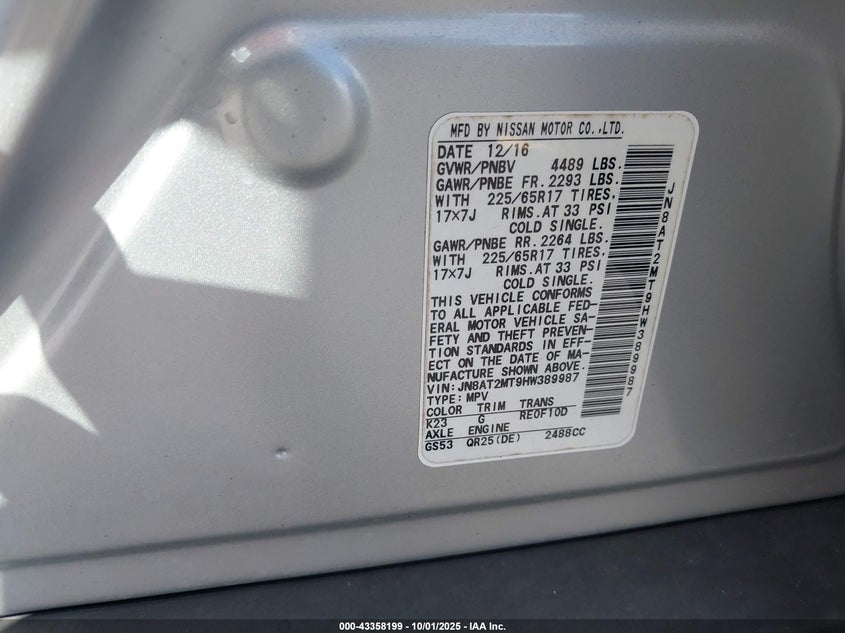 MFD BY NISSAN MOTOR CO.,LTD.
DATE 12/16
GVWR/PNBV 4489 LBS.
GAWR/PNBE FR. 2293 LBS.
WITH 225/65R17 TIRES,
17x7J RIMS.AT 33 PSI
COLD SINGLE.
GAWR/PNBE RR. 2264 LBS.
WITH 225/65R17 TIRES,
17x7J RIMS.AT 33 PSI
COLD SINGLE.
THIS VEHICLE CONFORMS
TO ALL APPLICABLE FED-
ERAL MOTOR VEHICLE SA-
FETY AND THEFT PREVEN-
TION STANDARDS IN EFF-
ECT ON THE DATE OF MA-
NUFACTURE SHOWN ABOVE.
VIN:JN8AT2MT9HW389987
TYPE:MPV
COLOR TRIM TRANS
K23 G RE0F10D
AXLE ENGINE
GS53 QR25(DE) 2488CC
JN8AT2MT9HW389987
000-43358199 - 10/01/2025 - IAA Inc.